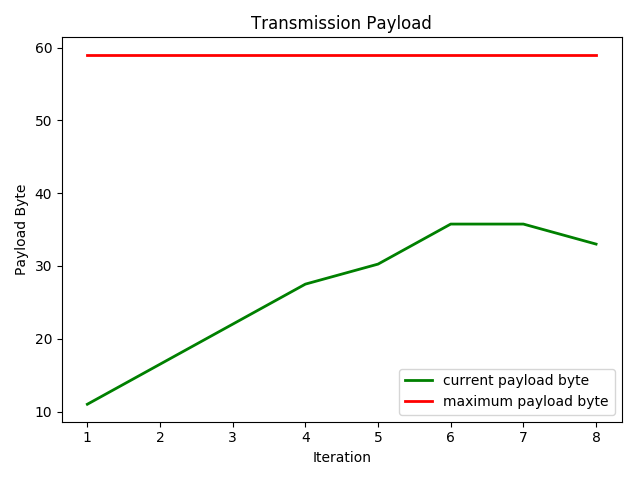 Transmission Payload
Payload Byte
60
50
40
30
20
10
current payload byte
maximum payload byte
1 2 3 4 5 6 7 8
Iteration